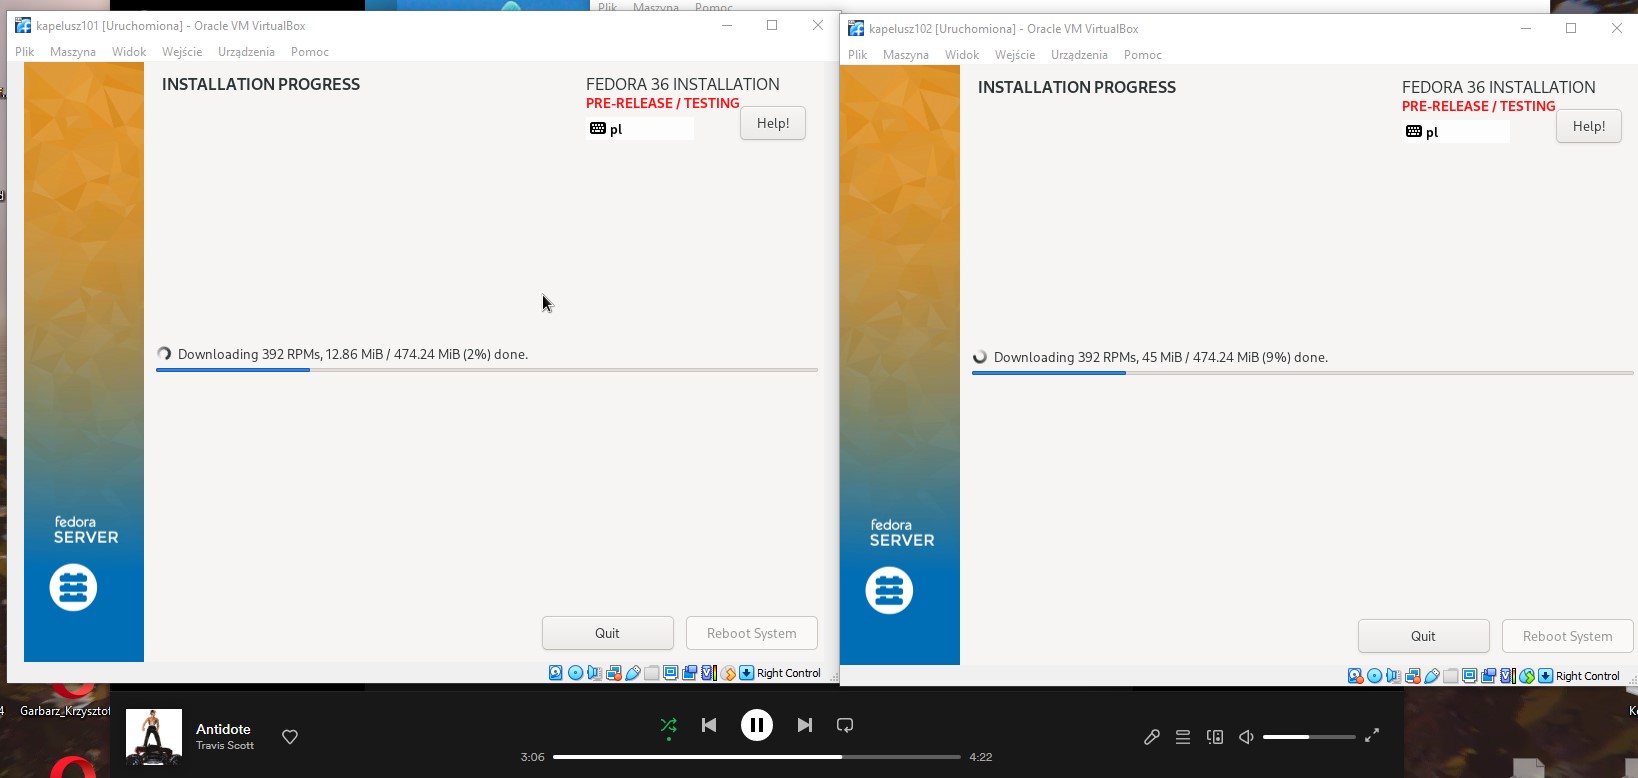 Plik Maszyna Pomoc
kapelusz101 [Uruchomiona] - Oracle VM VirtualBox
Plik Maszyna Widok Wejście Urządzenia Pomoc
INSTALLATION PROGRESS
FEDORA 36 INSTALLATION
PRE-RELEASE / TESTING
pl
Help!
Downloading 392 RPMs, 12.86 MiB / 474.24 MiB (2%) done.
fedora
SERVER
Quit
Reboot System
Right Control
kapelusz102 [Uruchomiona] - Oracle VM VirtualBox
Plik Maszyna Widok Wejście Urządzenia Pomoc
INSTALLATION PROGRESS
FEDORA 36 INSTALLATION
PRE-RELEASE / TESTING
pl
Help!
Downloading 392 RPMs, 45 MiB / 474.24 MiB (9%) done.
fedora
SERVER
Quit
Reboot System
Right Control
Garbarz_Krzysztof
Antidote
Travis Scott
3:06
4:22